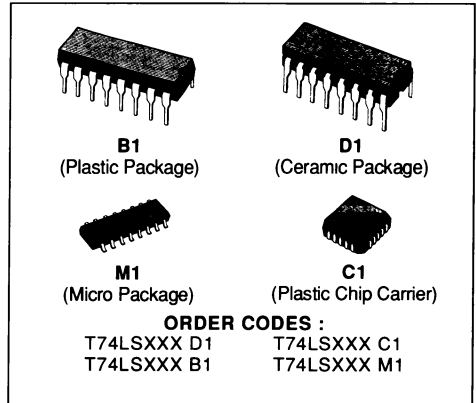 B1
(Plastic Package)
D1
(Ceramic Package)
M1
(Micro Package)
C1
(Plastic Chip Carrier)
ORDER CODES :
T74LSXXX D1 T74LSXXX C1
T74LSXXX B1 T74LSXXX M1